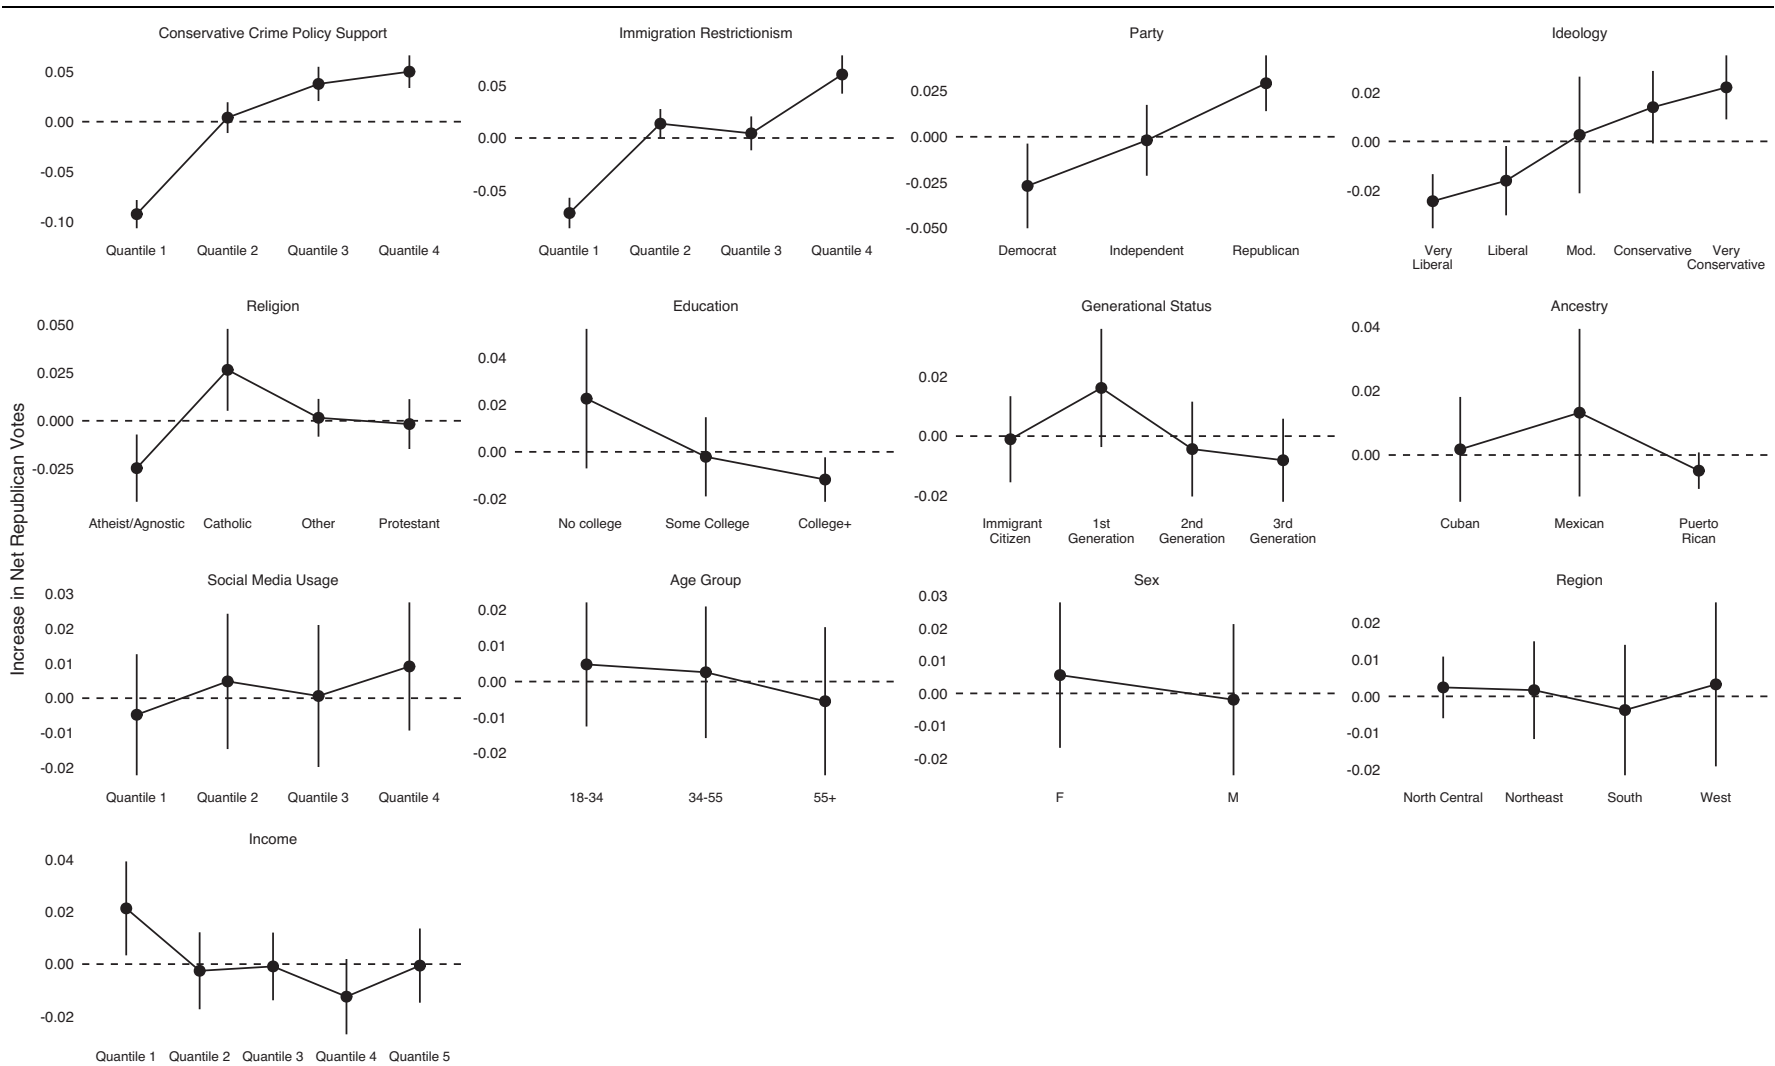 Increase in Net Republican Votes
Conservative Crime Policy Support
0.05
0.00
-0.05
-0.10
Quantile 1 Quantile 2 Quantile 3 Quantile 4
Immigration Restrictionism
0.05
0.00
-0.05
Quantile 1 Quantile 2 Quantile 3 Quantile 4
Party
0.025
0.000
-0.025
-0.050
Democrat Independent Republican
Ideology
0.02
0.00
-0.02
Very Liberal Mod. Conservative Very
Liberal Conservative
Religion
0.050
0.025
0.000
-0.025
Atheist/Agnostic Catholic Other Protestant
Education
0.04
0.02
0.00
-0.02
No college Some College College+
Generational Status
0.02
0.00
-0.02
Immigrant 1st 2nd 3rd
Citizen Generation Generation Generation
Ancestry
0.04
0.02
0.00
Cuban Mexican Puerto
Rican
Social Media Usage
0.03
0.02
0.01
0.00
-0.01
-0.02
Quantile 1 Quantile 2 Quantile 3 Quantile 4
Age Group
0.02
0.01
0.00
-0.01
-0.02
18-34 34-55 55+
Sex
0.03
0.02
0.01
0.00
-0.01
-0.02
F M
Region
0.02
0.01
0.00
-0.01
-0.02
North Central Northeast South West
Income
0.04
0.02
0.00
-0.02
Quantile 1 Quantile 2 Quantile 3 Quantile 4 Quantile 5